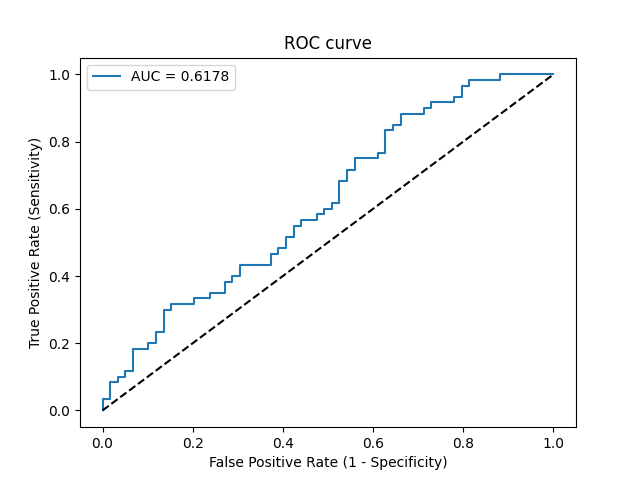 ROC curve
AUC = 0.6178
True Positive Rate (Sensitivity)
1.0
0.8
0.6
0.4
0.2
0.0
0.0 0.2 0.4 0.6 0.8 1.0
False Positive Rate (1 - Specificity)